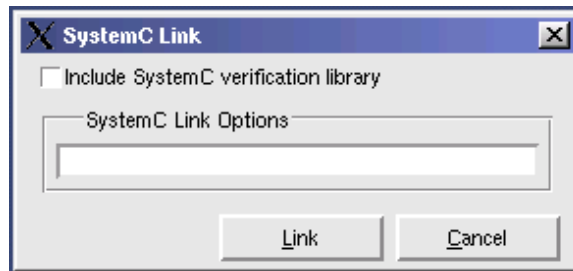 SystemC Link
Include SystemC verification library
SystemC Link Options
Link
Cancel